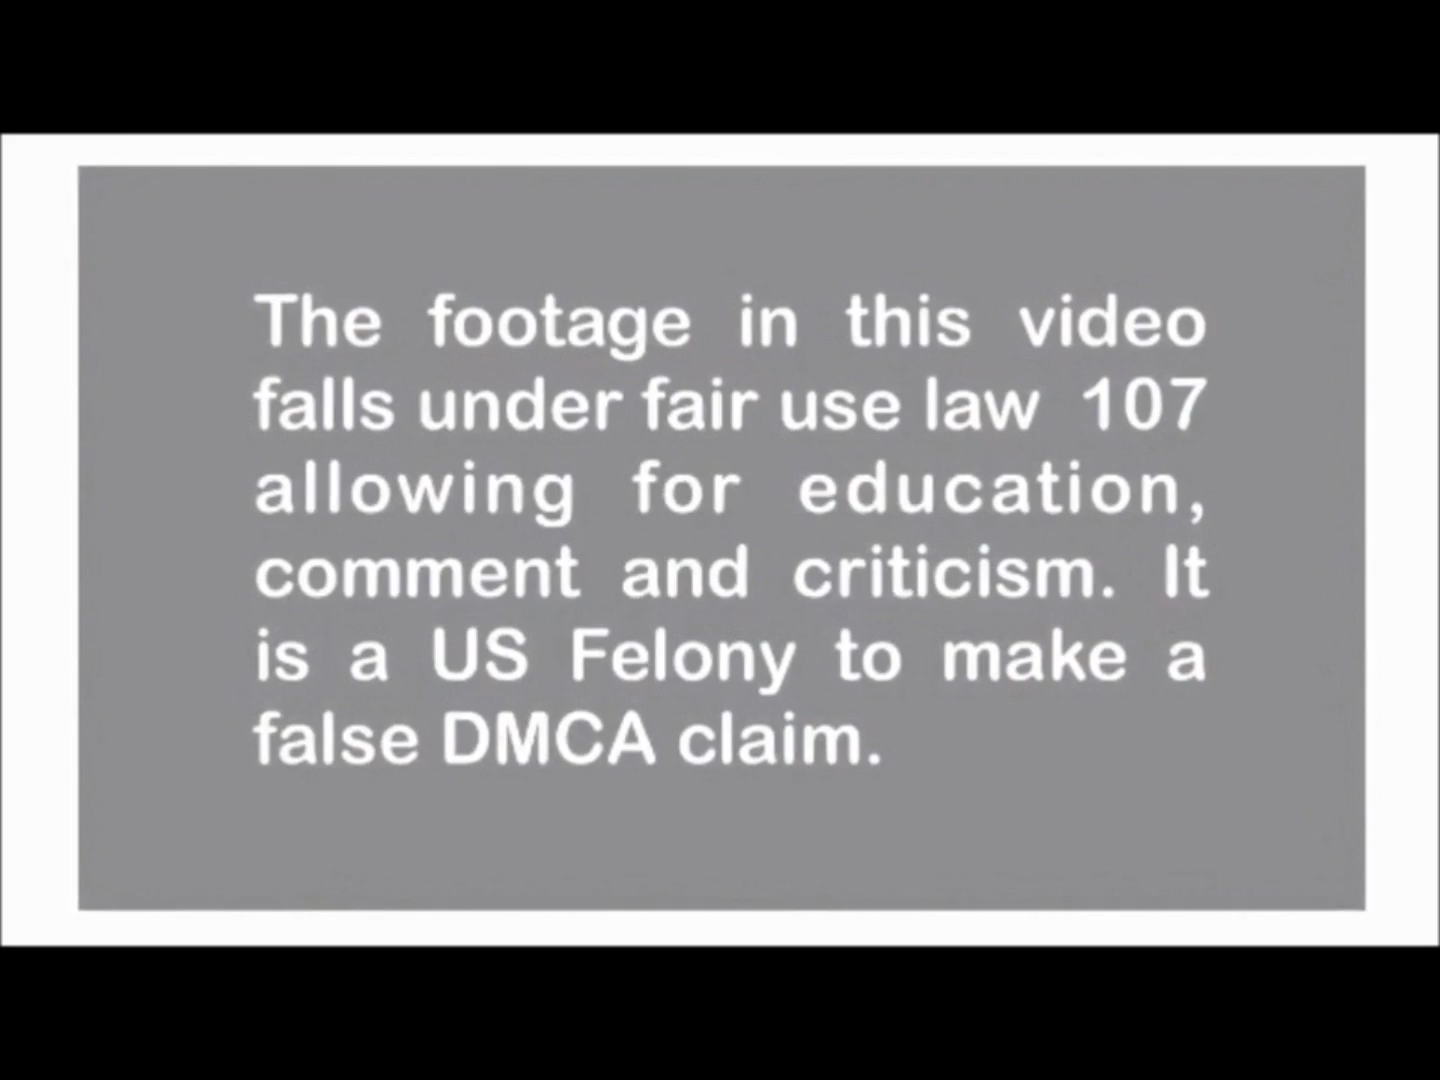 The footage in this video
falls under fair use law 107
allowing for education,
comment and criticism. It
is a US Felony to make a
false DMCA claim.